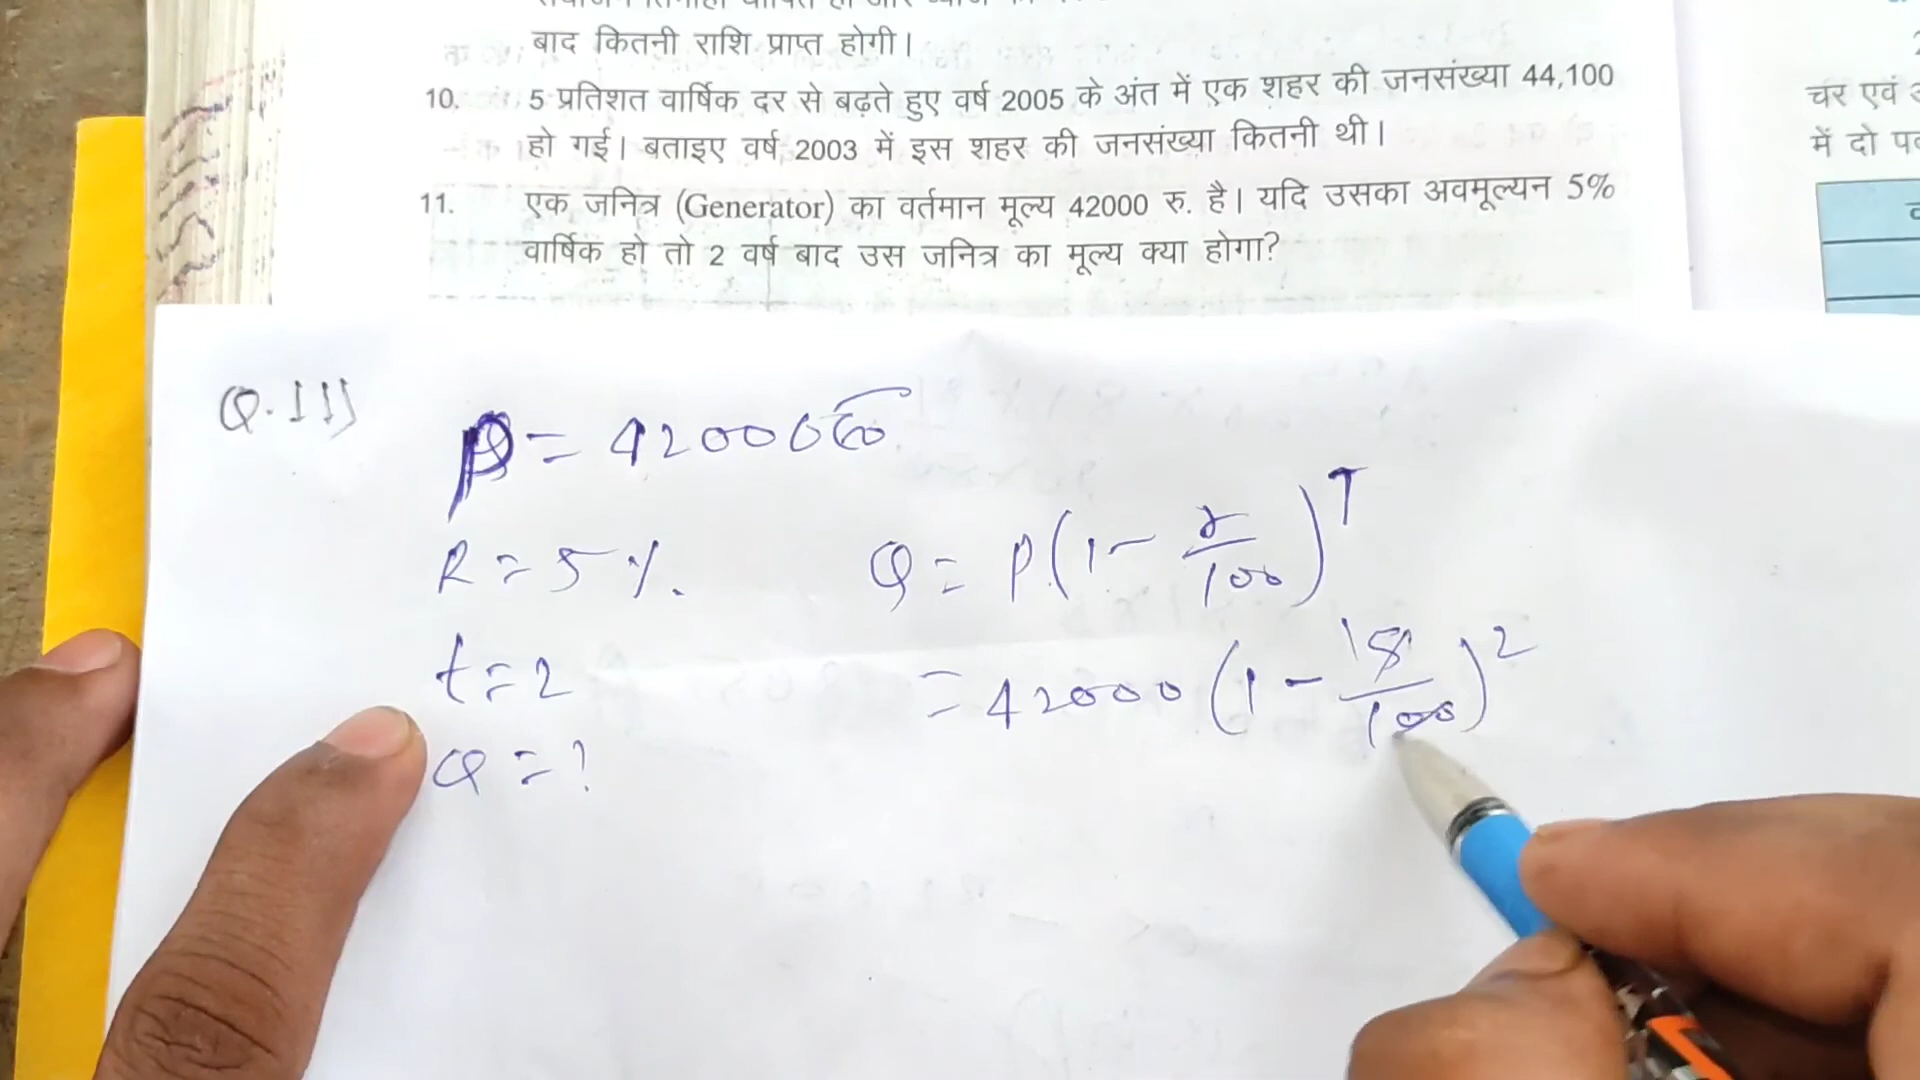 बाद कितनी राशि प्राप्त होगी।
10. 5 प्रतिशत वार्षिक दर से बढ़ते हुए वर्ष 2005 के अंत में एक शहर की जनसंख्या 44,100
हो गई। बताइए वर्ष 2003 में इस शहर की जनसंख्या कितनी थी।
11. एक जनित्र (Generator) का वर्तमान मूल्य 42000 रु. है। यदि उसका अवमूल्यन 5%
वार्षिक हो तो 2 वर्ष बाद उस जनित्र का मूल्य क्या होगा?
चर एवं
में दो
Q.11)
P = 42000
R = 5%.
Q = P(1 - r/100)^T
t = 2
= 42000 (1 - 5/100)^2
Q = ?